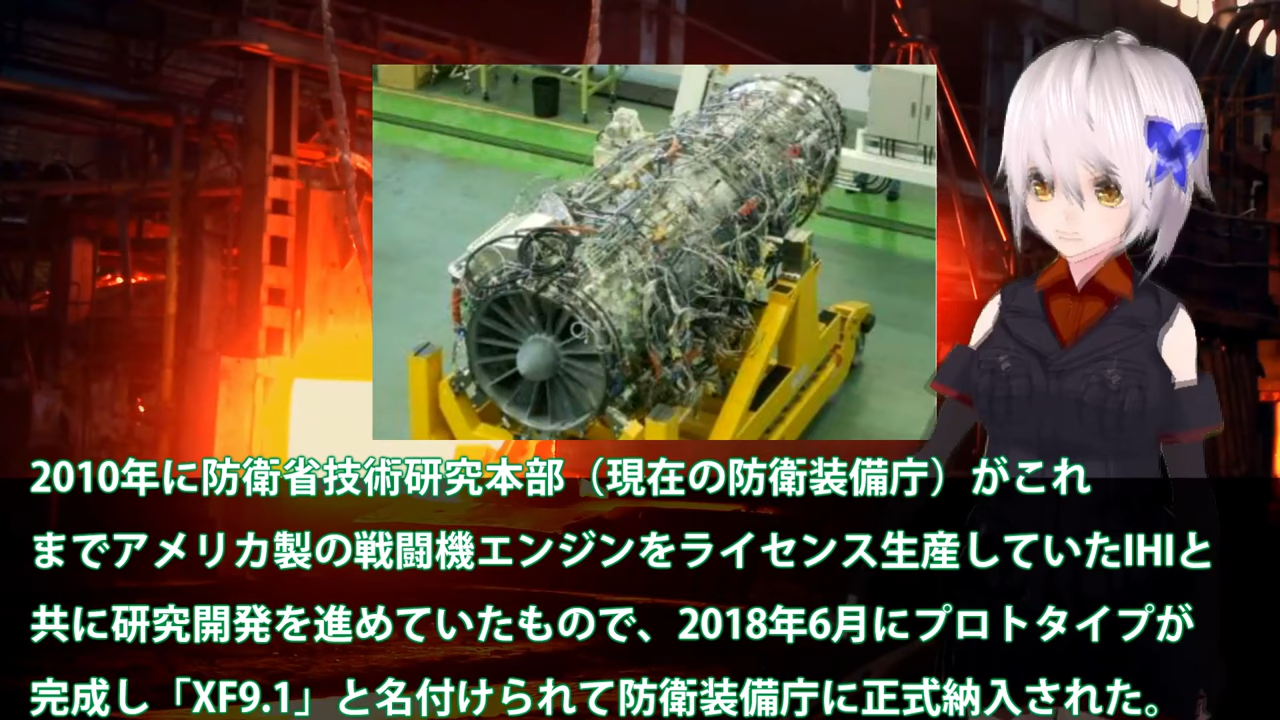 2010年に防衛省技術研究本部（現在の防衛装備庁）がこれ
までアメリカ製の戦闘機エンジンをライセンス生産していたIHIと
共に研究開発を進めていたもので、2018年6月にプロトタイプが
完成し「XF9.1」と名付けられて防衛装備庁に正式納入された。